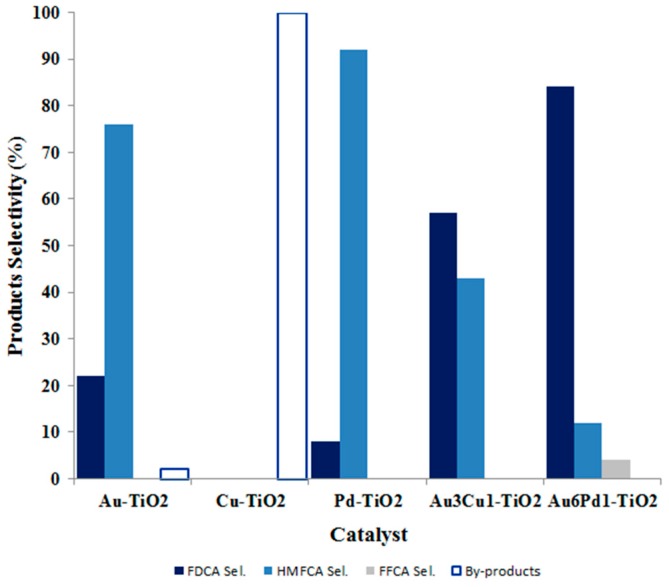 Products Selectivity (%)
100
90
80
70
60
50
40
30
20
10
0
Au-TiO2 Cu-TiO2 Pd-TiO2 Au3Cu1-TiO2 Au6Pd1-TiO2
Catalyst
FDCA Sel. HMFCA Sel. FFCA Sel. By-products